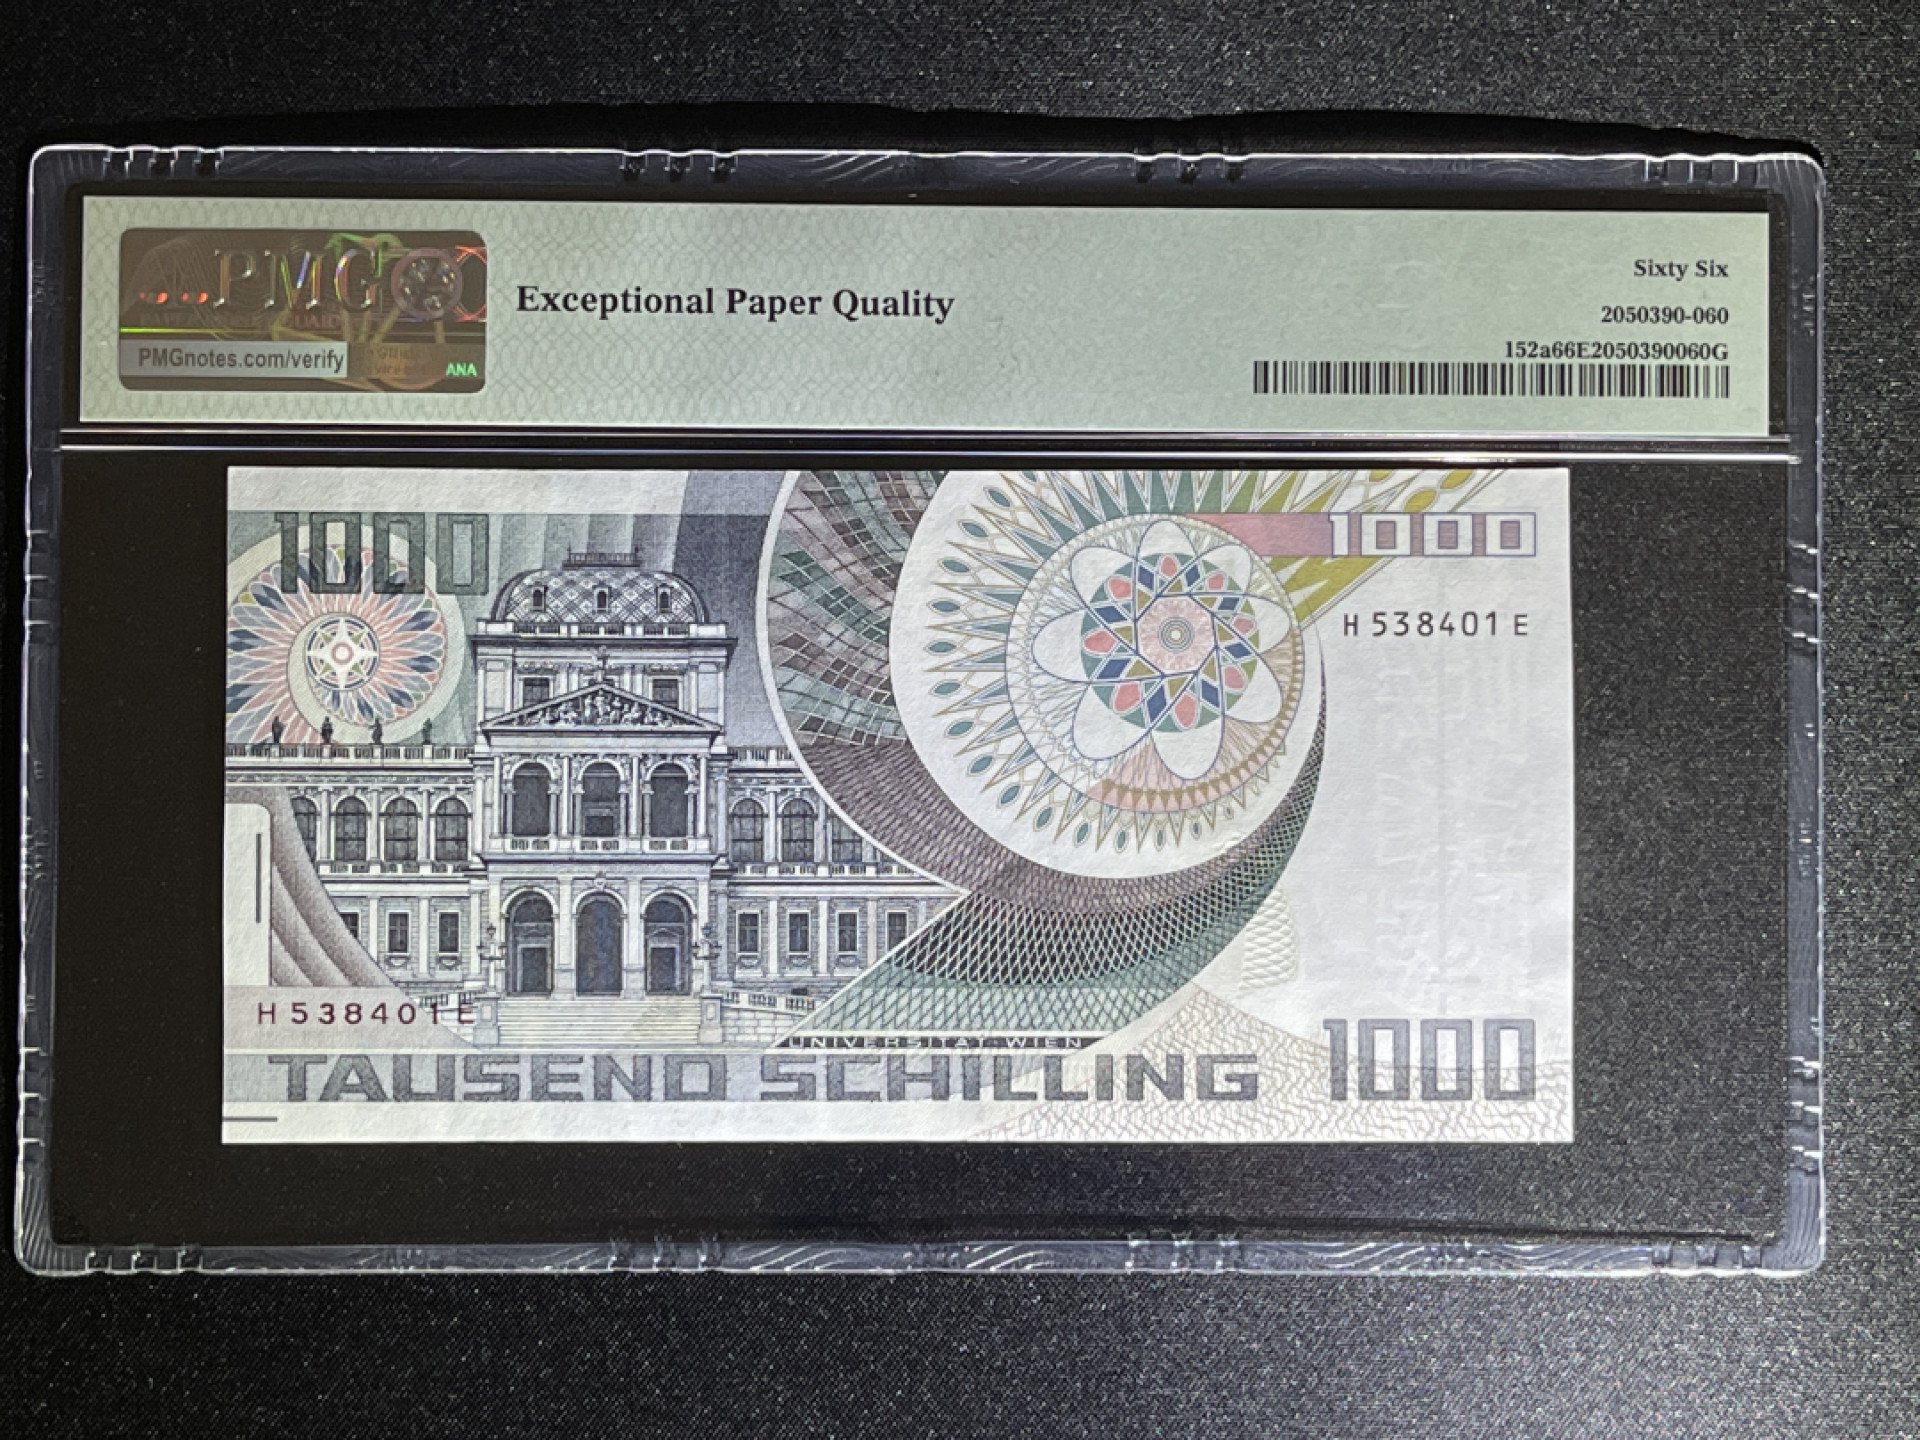 PMG
PMGnotes.com/verify
ANA
Exceptional Paper Quality
Sixty Six
2050390-060
152a66E2050390060G
1000
1000
H 538401 E
H 538401 E
UNIVERSITÄT WIEN
TAUSEND SCHILLING 1000